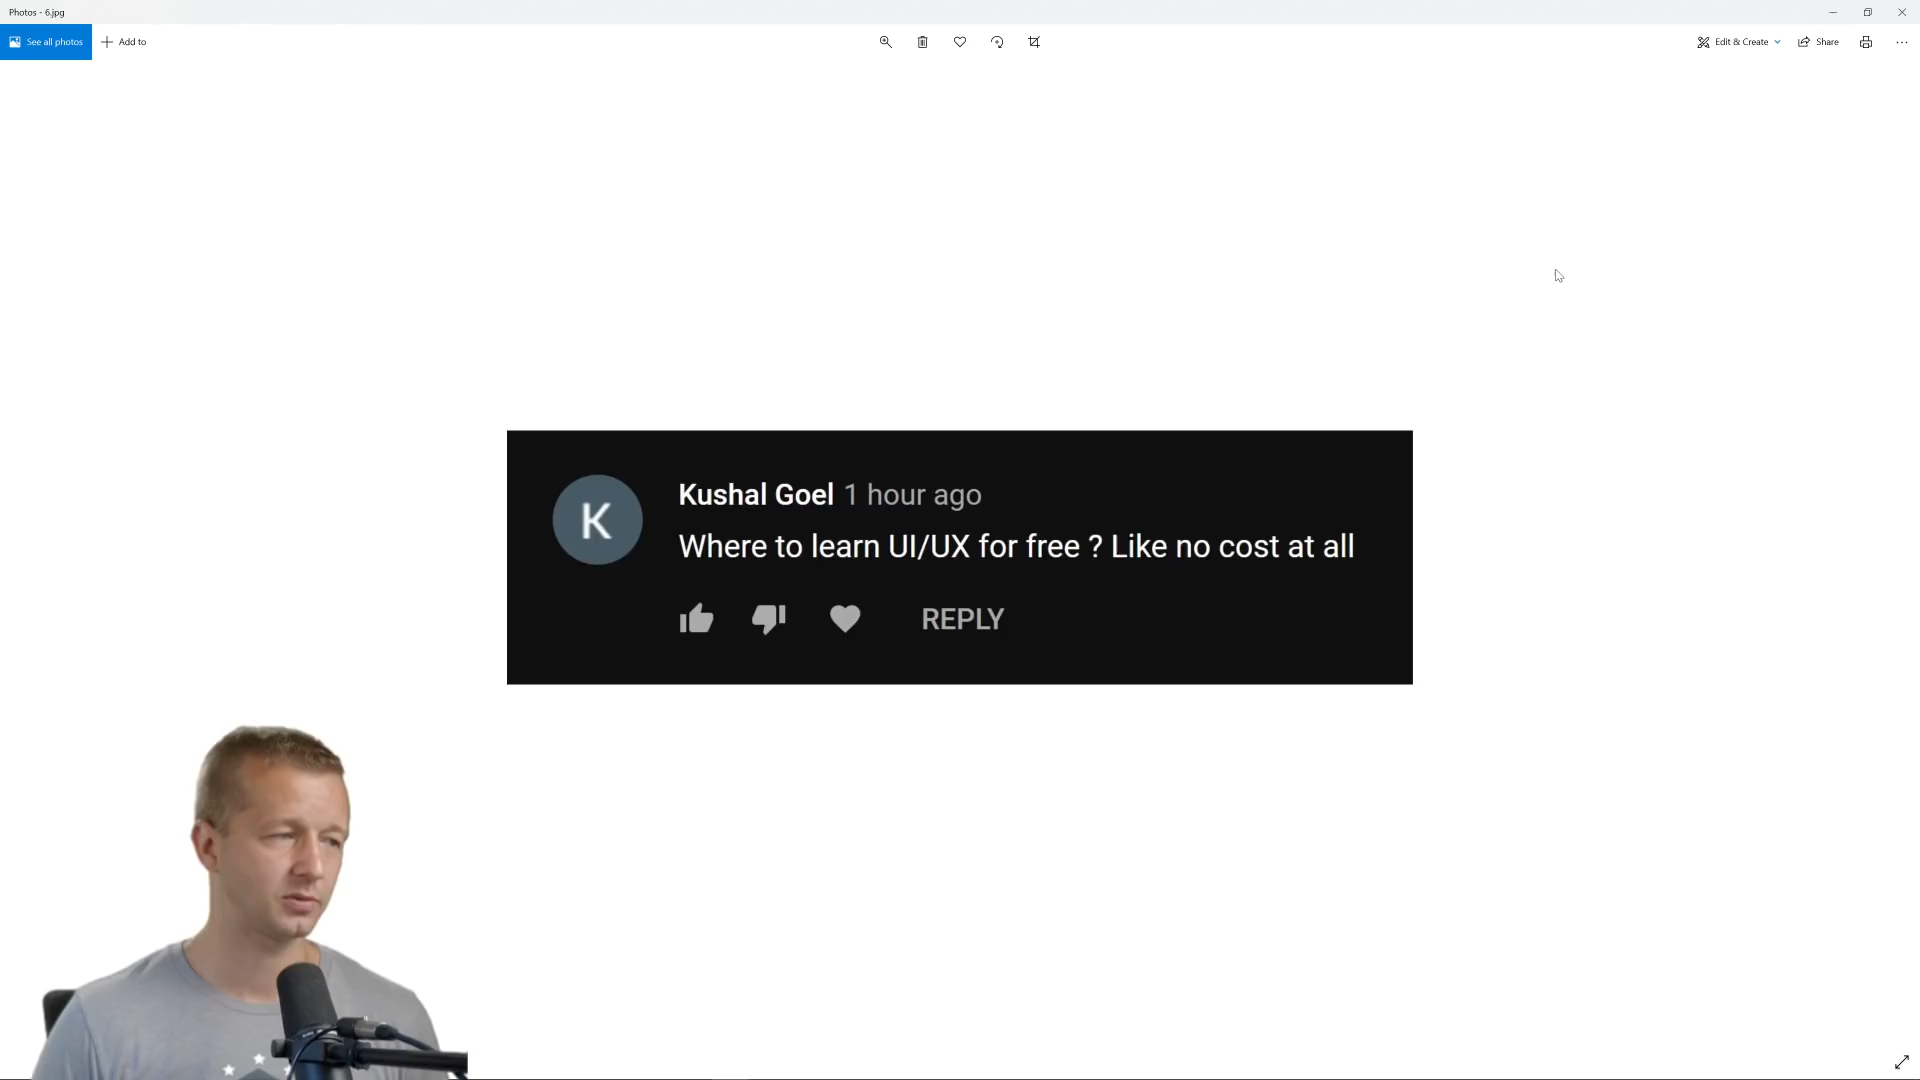 Photos - 6.jpg
See all photos
Add to
Edit & Create
Share
K
Kushal Goel 1 hour ago
Where to learn UI/UX for free ? Like no cost at all
REPLY